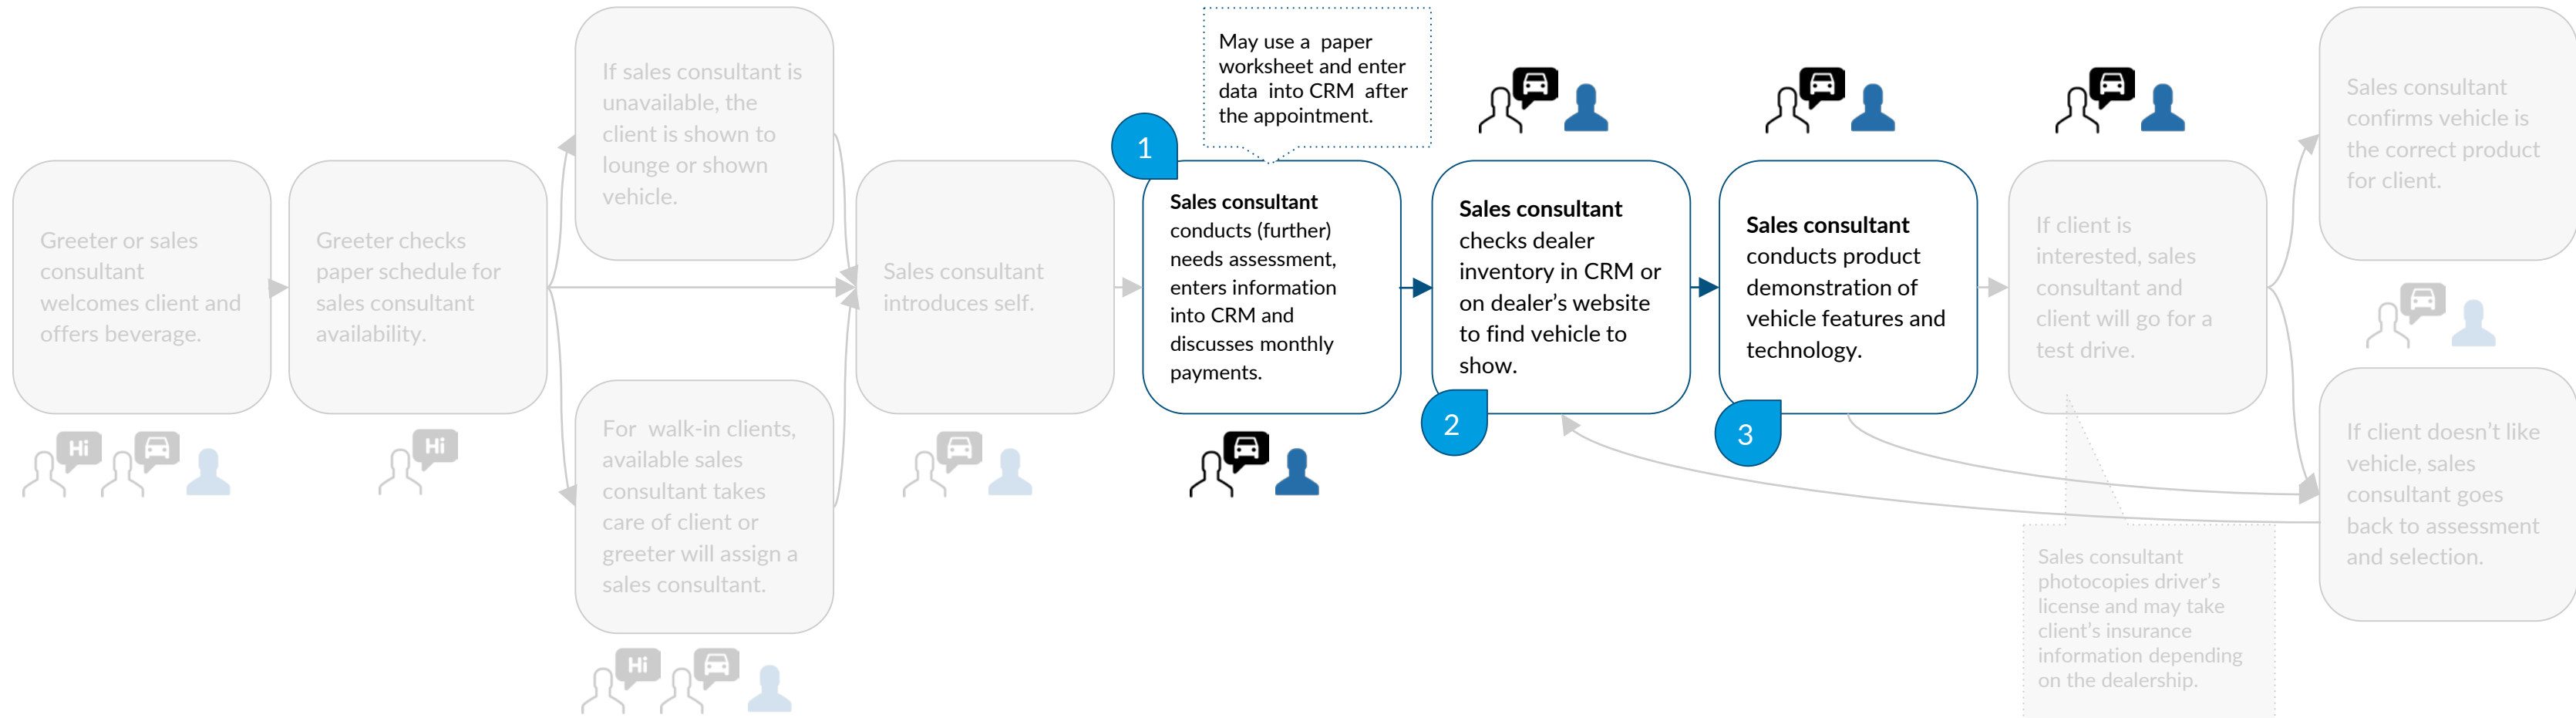 Greeter or sales
consultant
welcomes client and
offers beverage.
Hi
Greeter checks
paper schedule for
sales consultant
availability.
Hi
If sales consultant is
unavailable, the
client is shown to
lounge or shown
vehicle.
For walk-in clients,
available sales
consultant takes
care of client or
greeter will assign a
sales consultant.
Hi
Sales consultant
introduces self.
May use a paper
worksheet and enter
data into CRM after
the appointment.
1
Sales consultant
conducts (further)
needs assessment,
enters information
into CRM and
discusses monthly
payments.
Sales consultant
checks dealer
inventory in CRM or
on dealer’s website
to find vehicle to
show.
2
Sales consultant
conducts product
demonstration of
vehicle features and
technology.
3
If client is
interested, sales
consultant and
client will go for a
test drive.
Sales consultant
photocopies driver’s
license and may take
client’s insurance
information depending
on the dealership.
Sales consultant
confirms vehicle is
the correct product
for client.
If client doesn’t like
vehicle, sales
consultant goes
back to assessment
and selection.